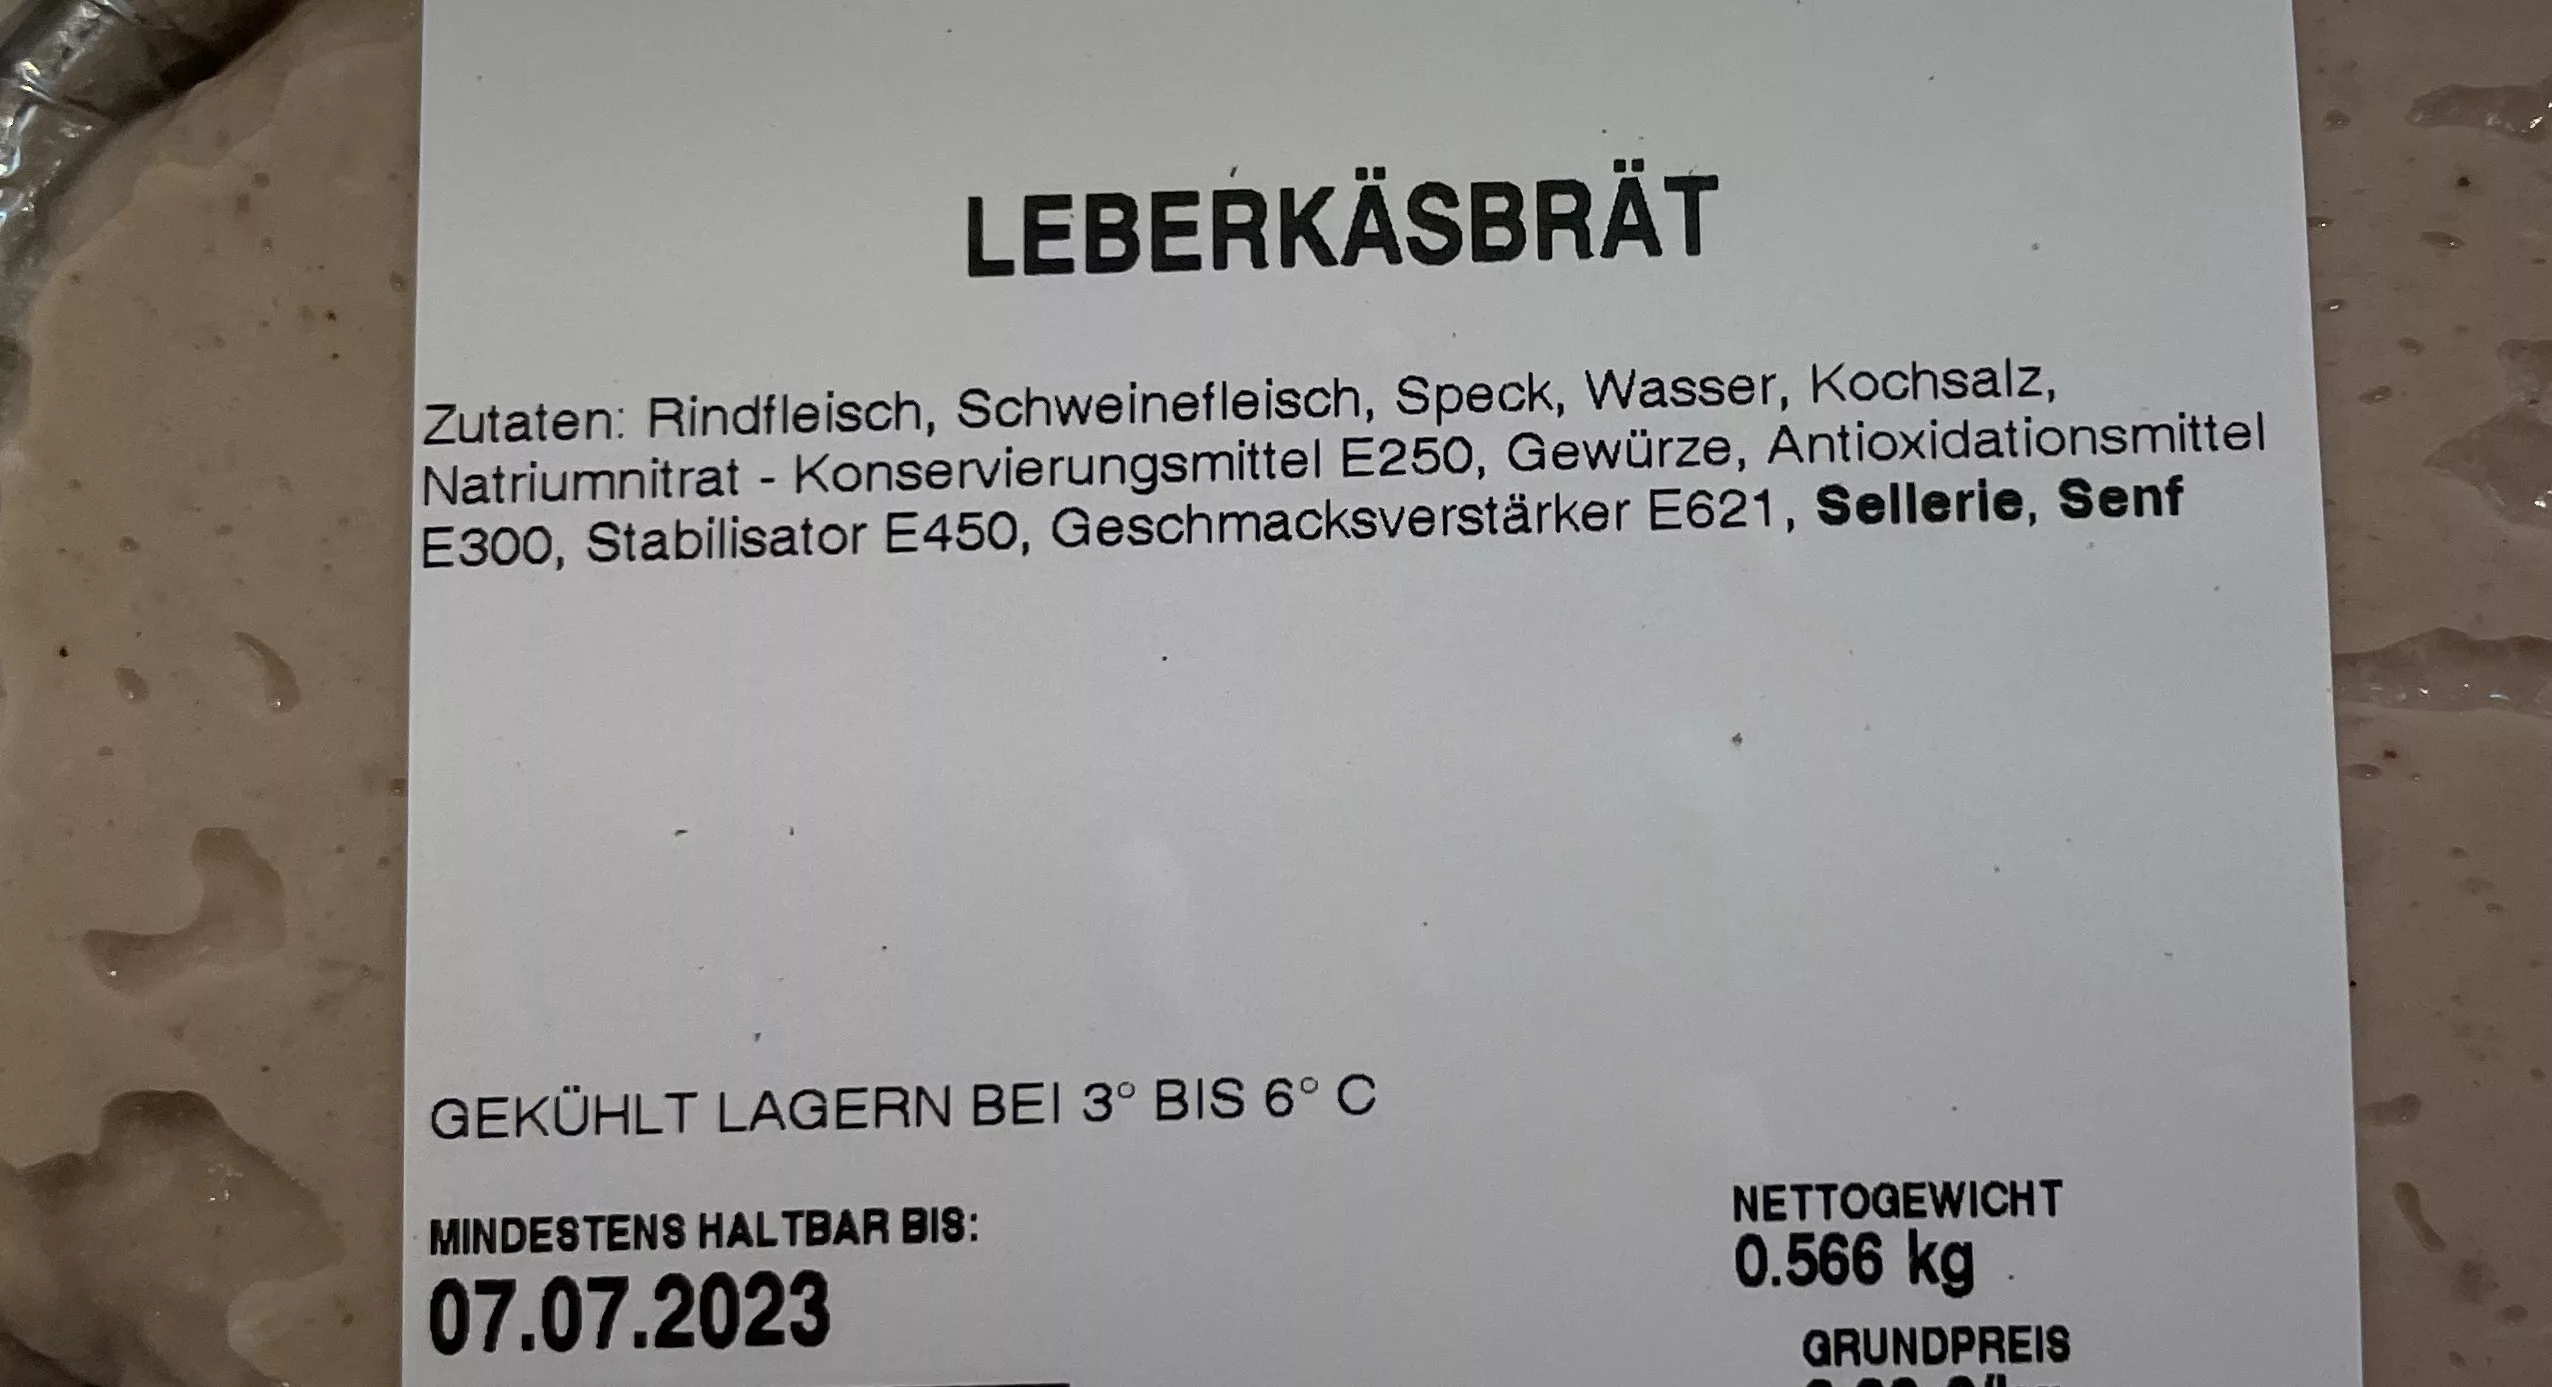 LEBERKÄSBRÄT
Zutaten: Rindfleisch, Schweinefleisch, Speck, Wasser, Kochsalz,
Natriumnitrat - Konservierungsmittel E250, Gewürze, Antioxidationsmittel
E300, Stabilisator E450, Geschmacksverstärker E621, Sellerie, Senf
GEKÜHLT LAGERN BEI 3° BIS 6° C
MINDESTENS HALTBAR BIS:
07.07.2023
NETTOGEWICHT
0.566 kg
GRUNDPREIS